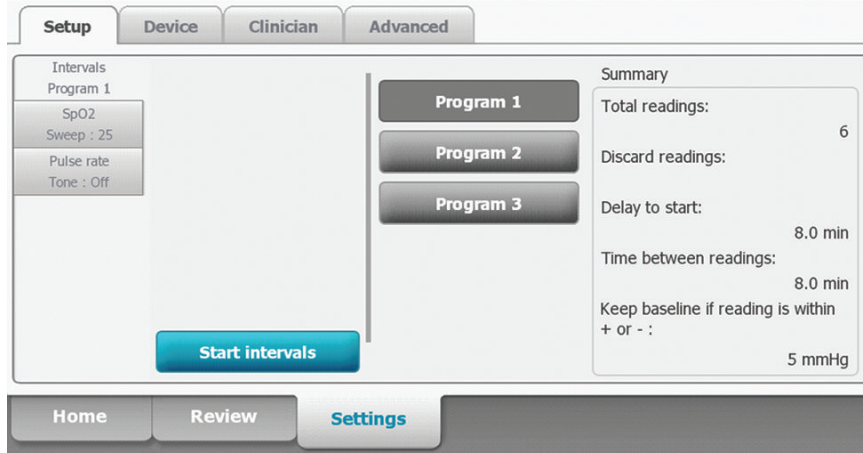 Setup
Device
Clinician
Advanced
Intervals
Program 1
SpO2
Sweep : 25
Pulse rate
Tone : Off
Start intervals
Program 1
Program 2
Program 3
Summary
Total readings:
6
Discard readings:
Delay to start:
8.0 min
Time between readings:
8.0 min
Keep baseline if reading is within
+ or - :
5 mmHg
Home
Review
Settings